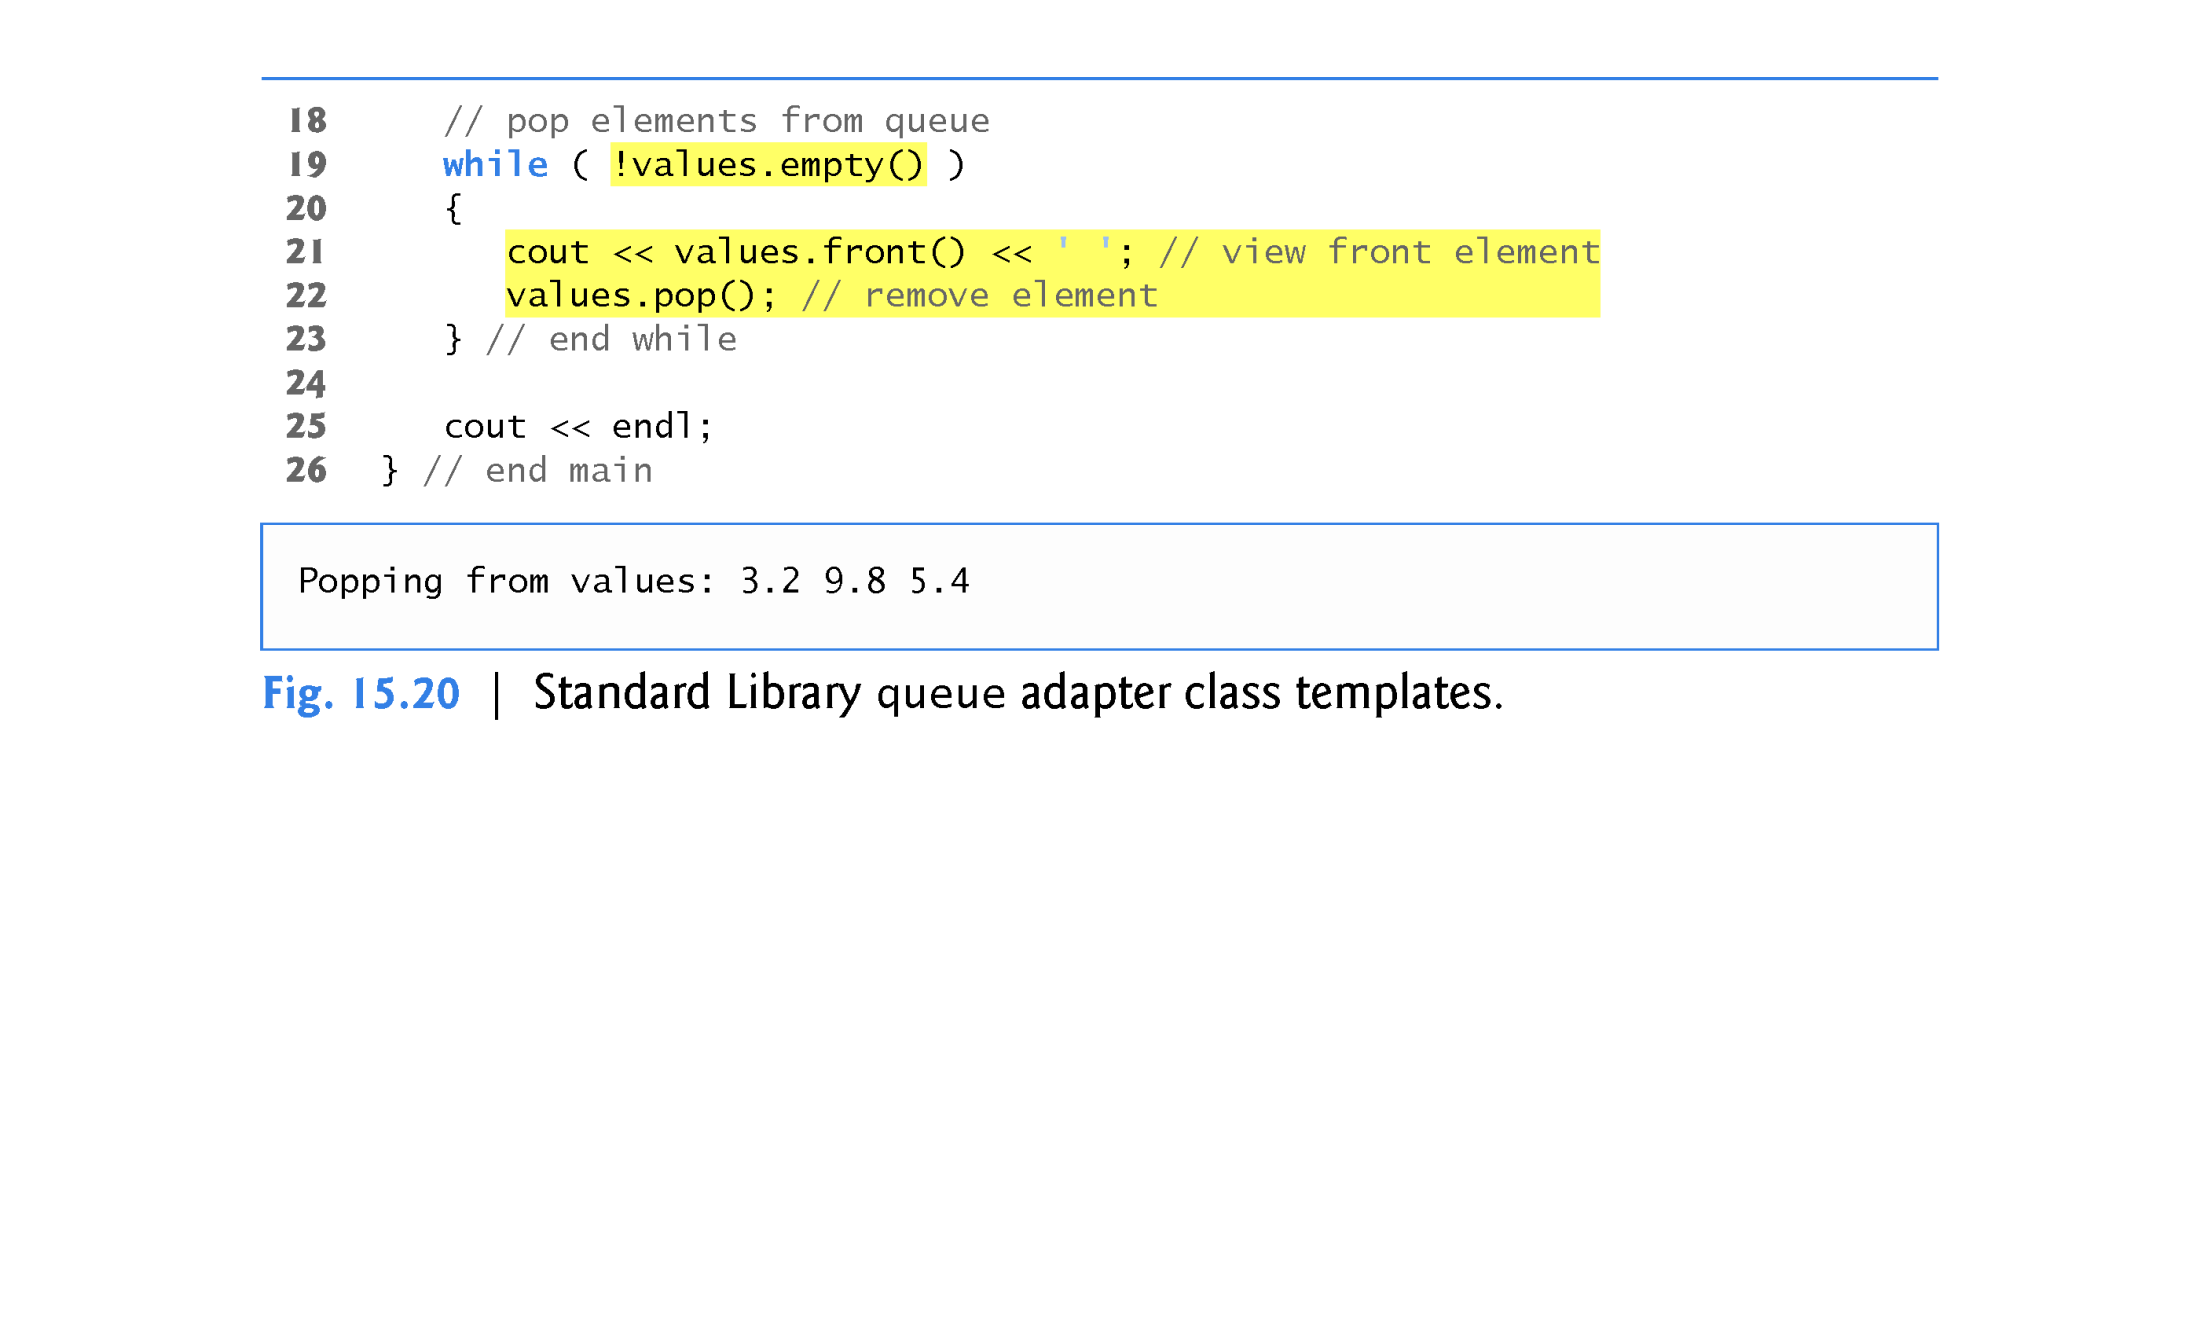 18 // pop elements from queue
19 while ( !values.empty() )
20 {
21 cout << values.front() << ' '; // view front element
22 values.pop(); // remove element
23 } // end while
24
25 cout << endl;
26 } // end main
Popping from values: 3.2 9.8 5.4
Fig. 15.20 | Standard Library queue adapter class templates.